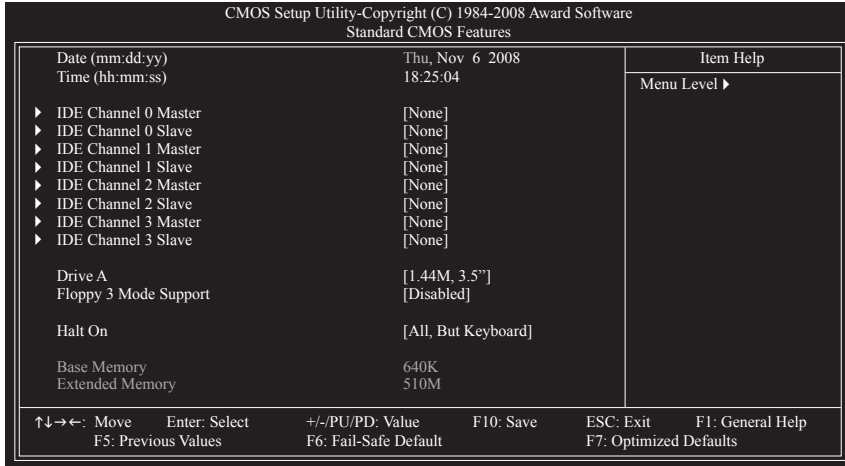 CMOS Setup Utility-Copyright (C) 1984-2008 Award Software
Standard CMOS Features
Date (mm:dd:yy) Thu, Nov 6 2008
Time (hh:mm:ss) 18:25:04
IDE Channel 0 Master [None]
IDE Channel 0 Slave [None]
IDE Channel 1 Master [None]
IDE Channel 1 Slave [None]
IDE Channel 2 Master [None]
IDE Channel 2 Slave [None]
IDE Channel 3 Master [None]
IDE Channel 3 Slave [None]
Drive A [1.44M, 3.5”]
Floppy 3 Mode Support [Disabled]
Halt On [All, But Keyboard]
Base Memory 640K
Extended Memory 510M
Item Help
Menu Level
↑↓→←: Move Enter: Select +/-/PU/PD: Value F10: Save ESC: Exit F1: General Help
F5: Previous Values F6: Fail-Safe Default F7: Optimized Defaults